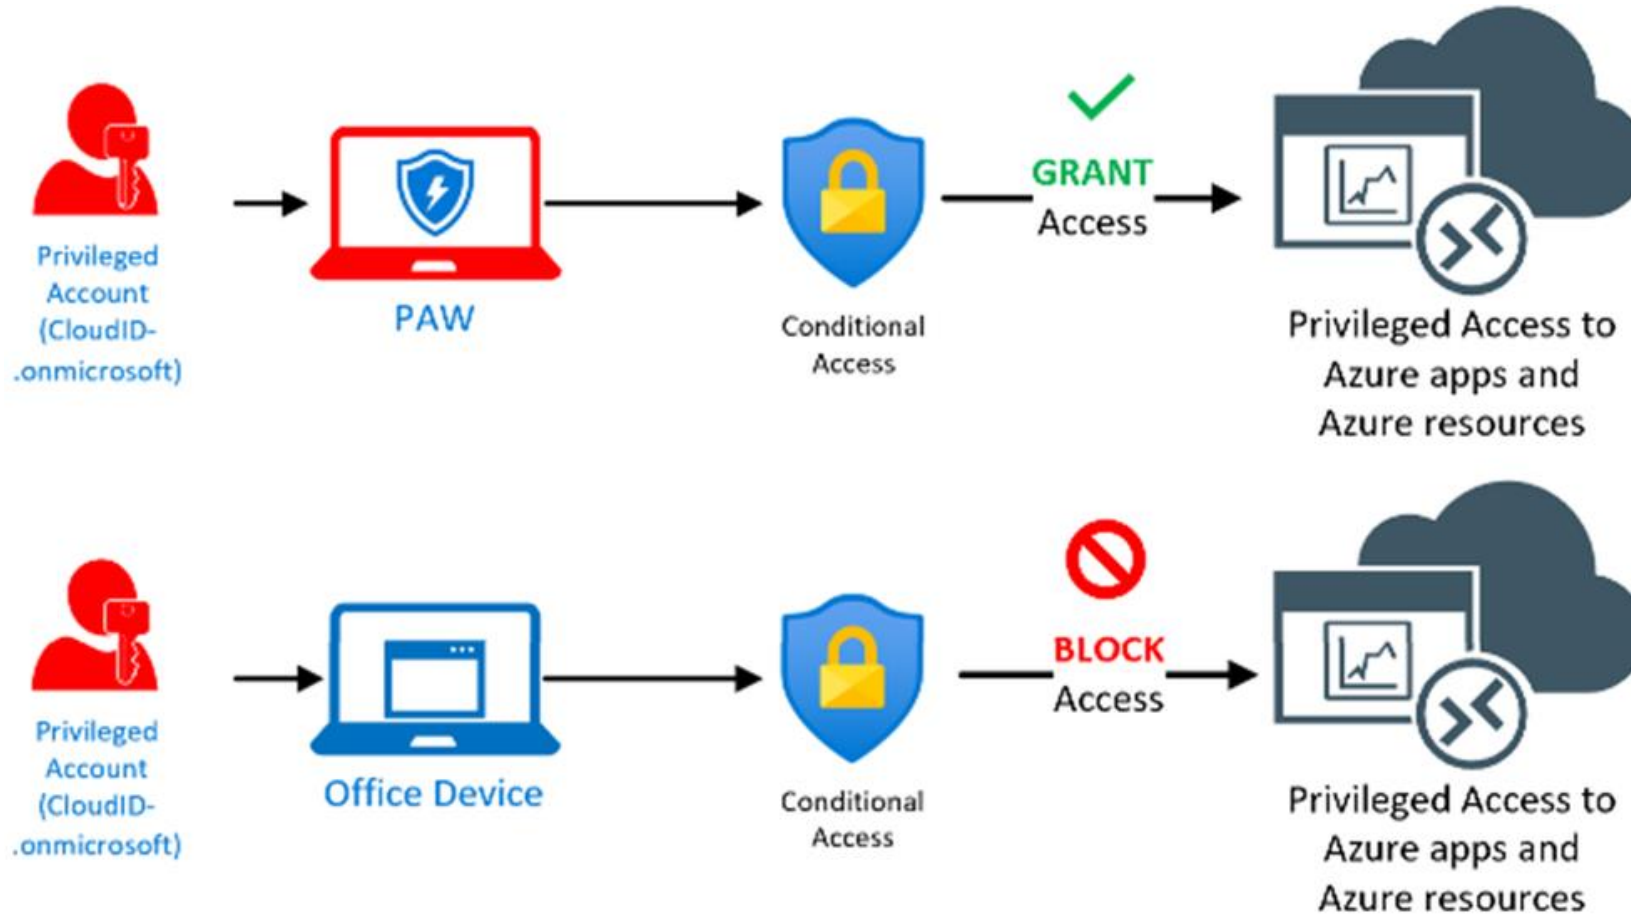 Privileged
Account
(CloudID-
.onmicrosoft)
PAW
Conditional
Access
GRANT
Access
Privileged Access to
Azure apps and
Azure resources
Privileged
Account
(CloudID-
.onmicrosoft)
Office Device
Conditional
Access
BLOCK
Access
Privileged Access to
Azure apps and
Azure resources